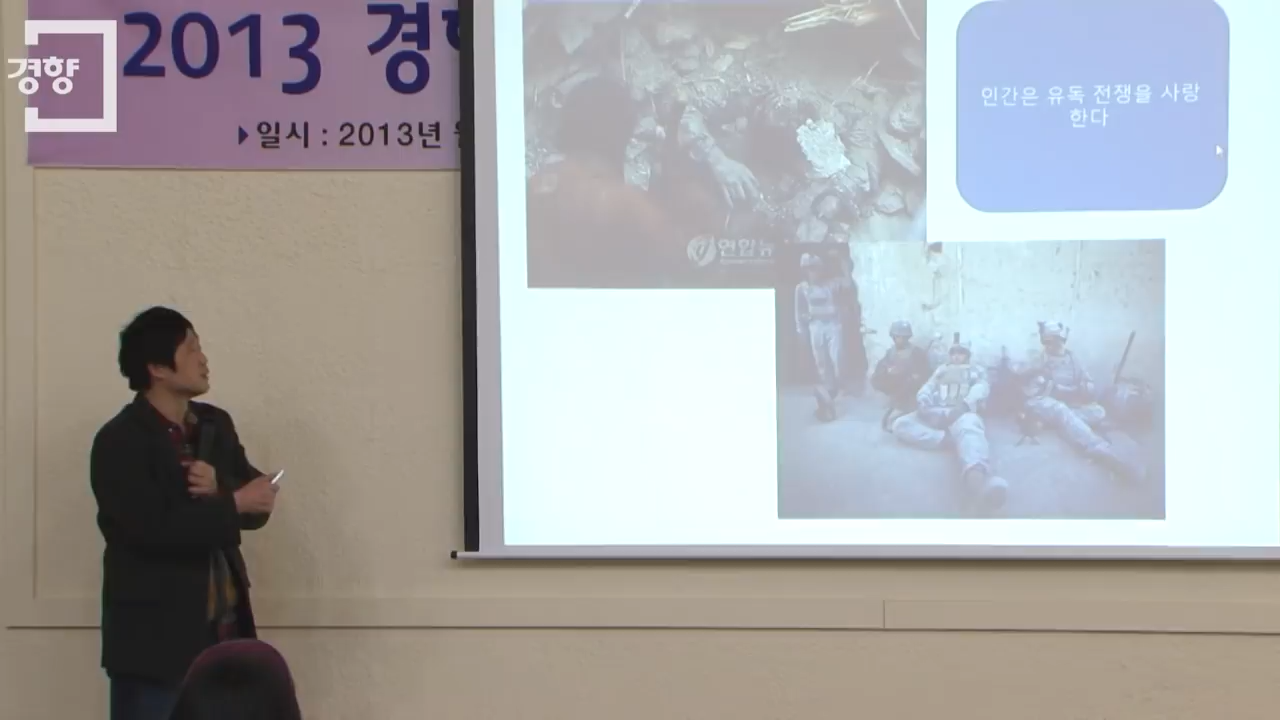 경향
2013 경향
일시 : 2013년
인간은 유독 전쟁을 사랑
한다
연합뉴